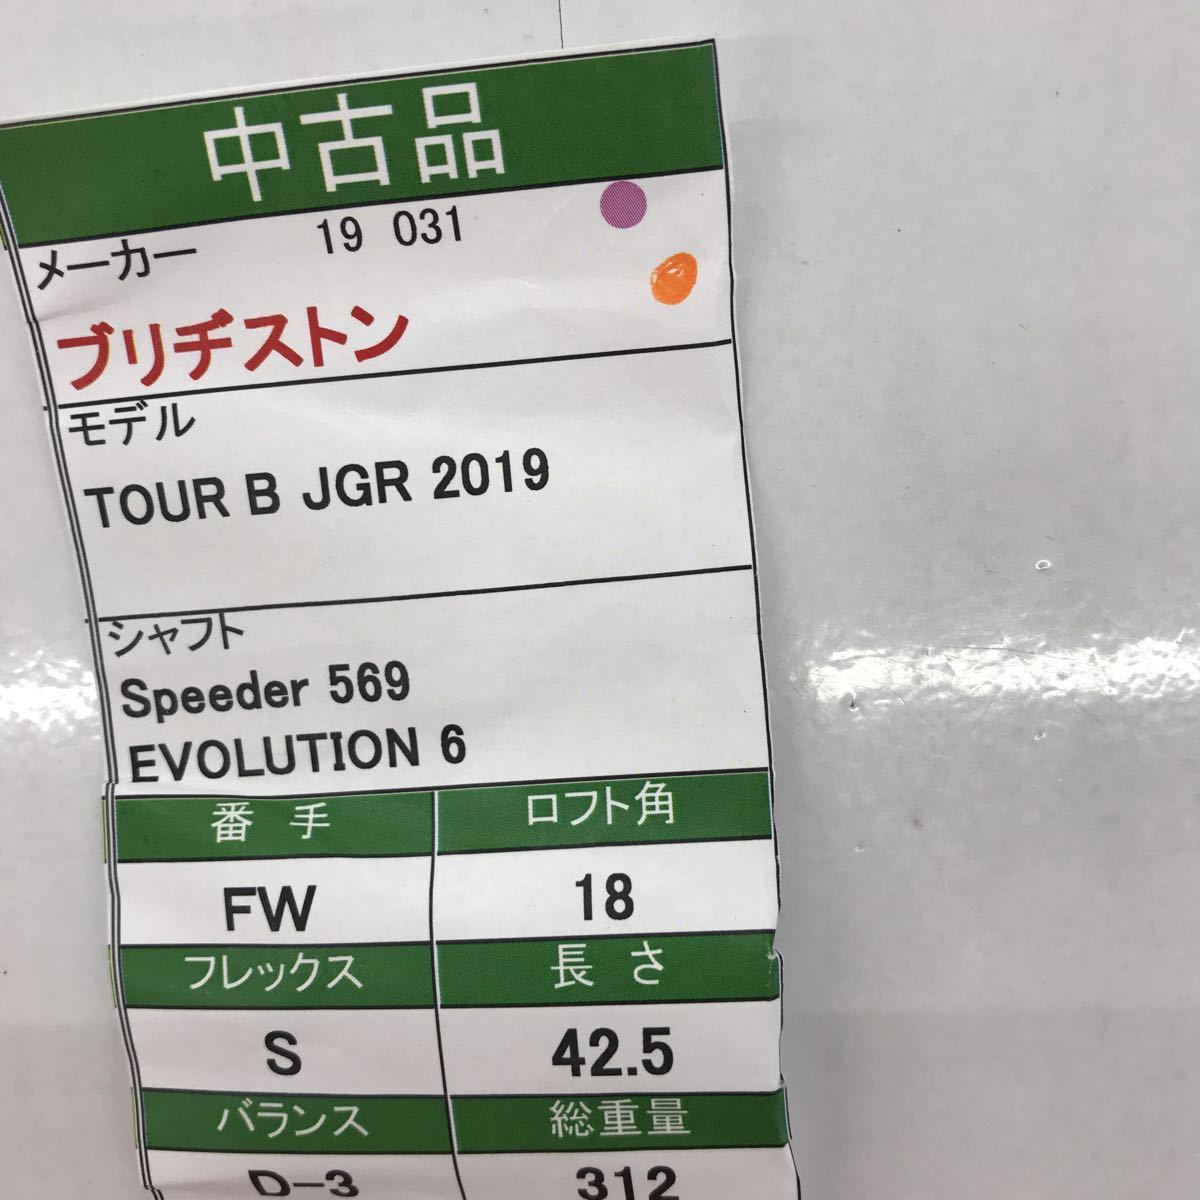 中古品
メーカー 19 031
ブリヂストン
モデル
TOUR B JGR 2019
シャフト
Speeder 569
EVOLUTION 6
番 手 ロフト角
FW 18
フレックス 長 さ
S 42.5
バランス 総重量
D-3 312